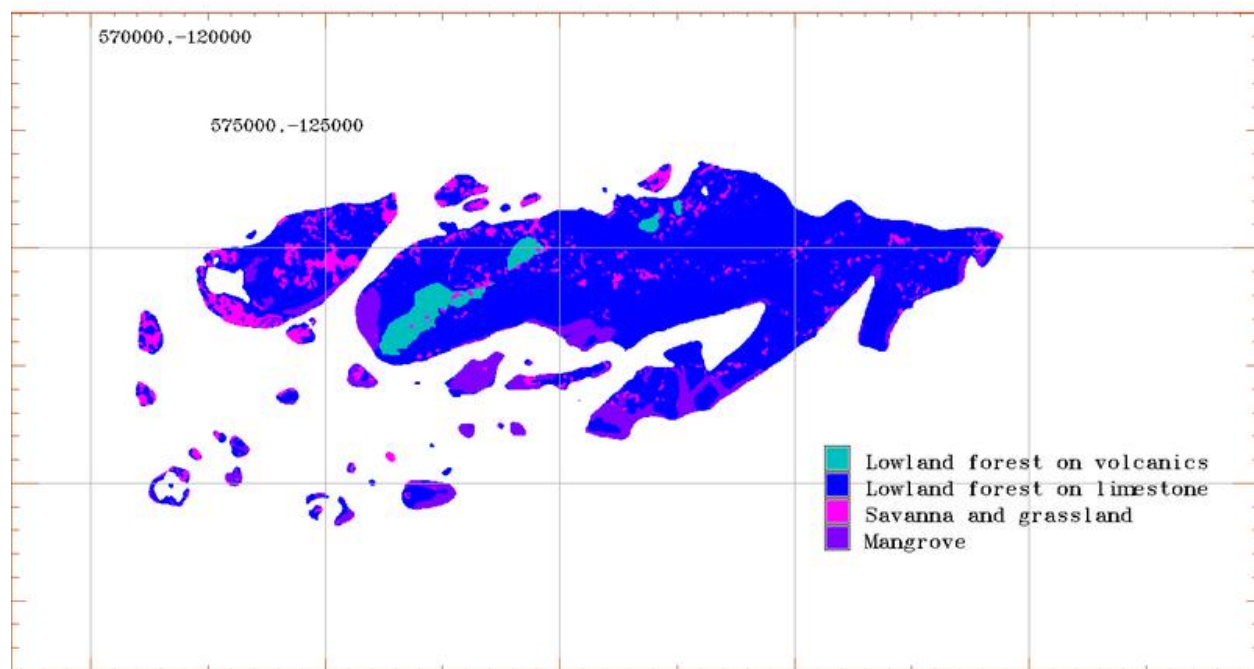 570000,-120000
575000,-125000
Lowland forest on volcanics
Lowland forest on limestone
Savanna and grassland
Mangrove